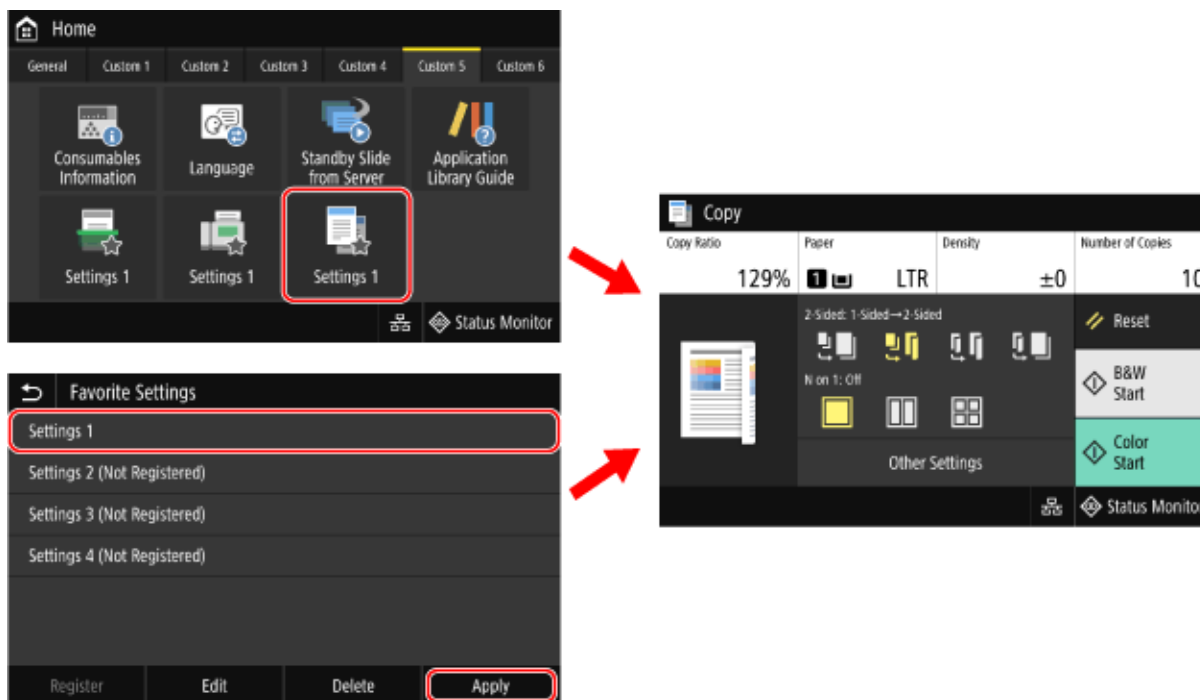 Home
General Custom 1 Custom 2 Custom 3 Custom 4 Custom 5 Custom 6
Consumables
Information
Language
Standby Slide
from Server
Application
Library Guide
Settings 1
Settings 1
Settings 1
Status Monitor
Favorite Settings
Settings 1
Settings 2 (Not Registered)
Settings 3 (Not Registered)
Settings 4 (Not Registered)
Register Edit Delete Apply
Copy
Copy Ratio Paper Density Number of Copies
129% 1 LTR ±0 10
2-Sided: 1-Sided→2-Sided
N on 1: Off
Other Settings
Reset
B&W
Start
Color
Start
Status Monitor